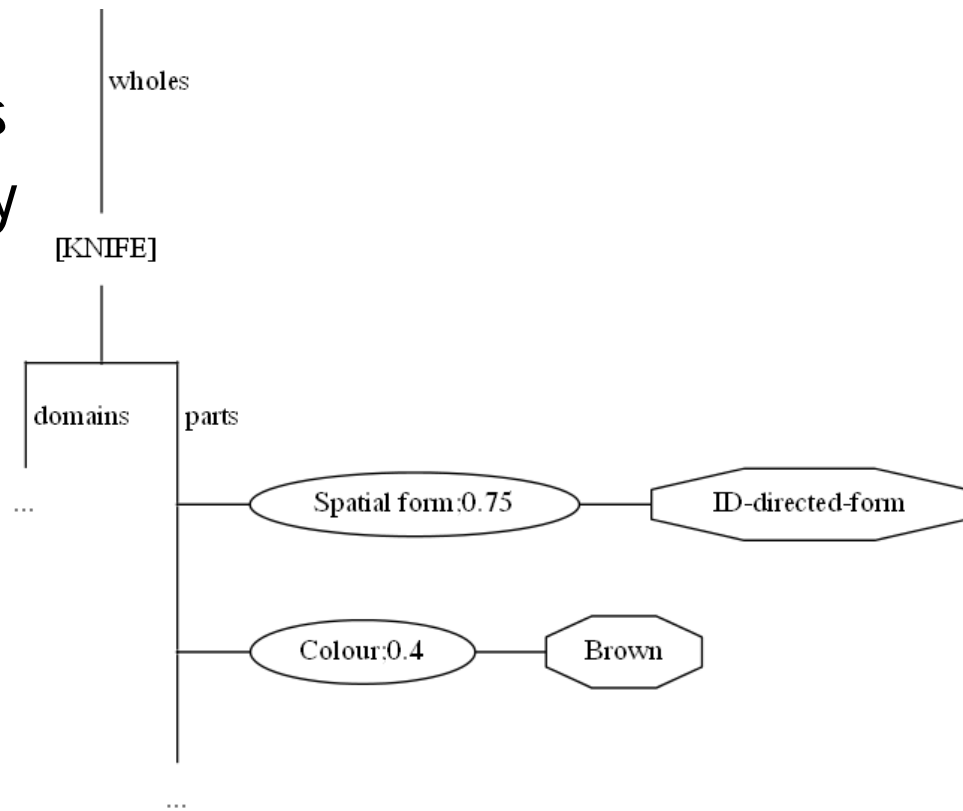 wholes
s
y
[KNIFE]
domains
parts
...
Spatial form:0.75
ID-directed-form
Colour:0.4
Brown
...